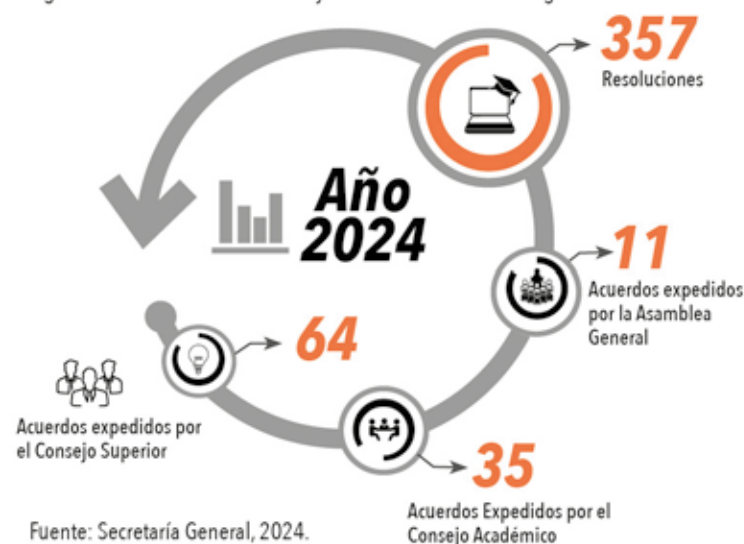 357
Resoluciones
Año
2024
11
Acuerdos expedidos
por la Asamblea
General
64
Acuerdos expedidos por
el Consejo Superior
35
Acuerdos Expedidos por el
Consejo Académico
Fuente: Secretaría General, 2024.